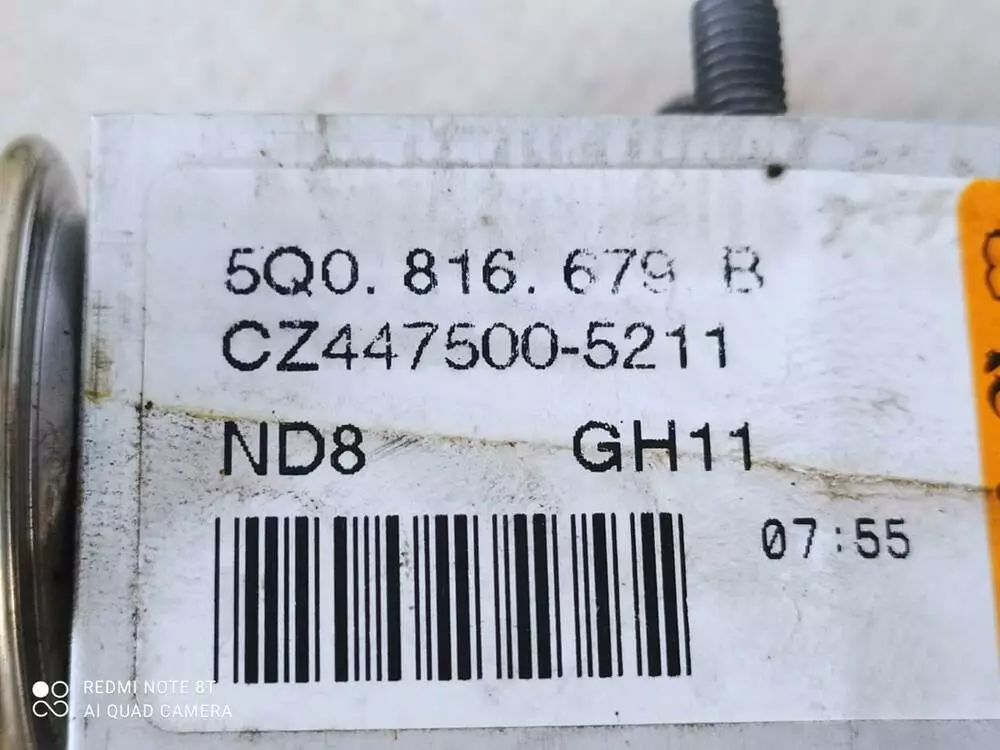 5Q0. 816. 679 B
CZ447500-5211
ND8 GH11
07:55
REDMI NOTE 8T
AI QUAD CAMERA